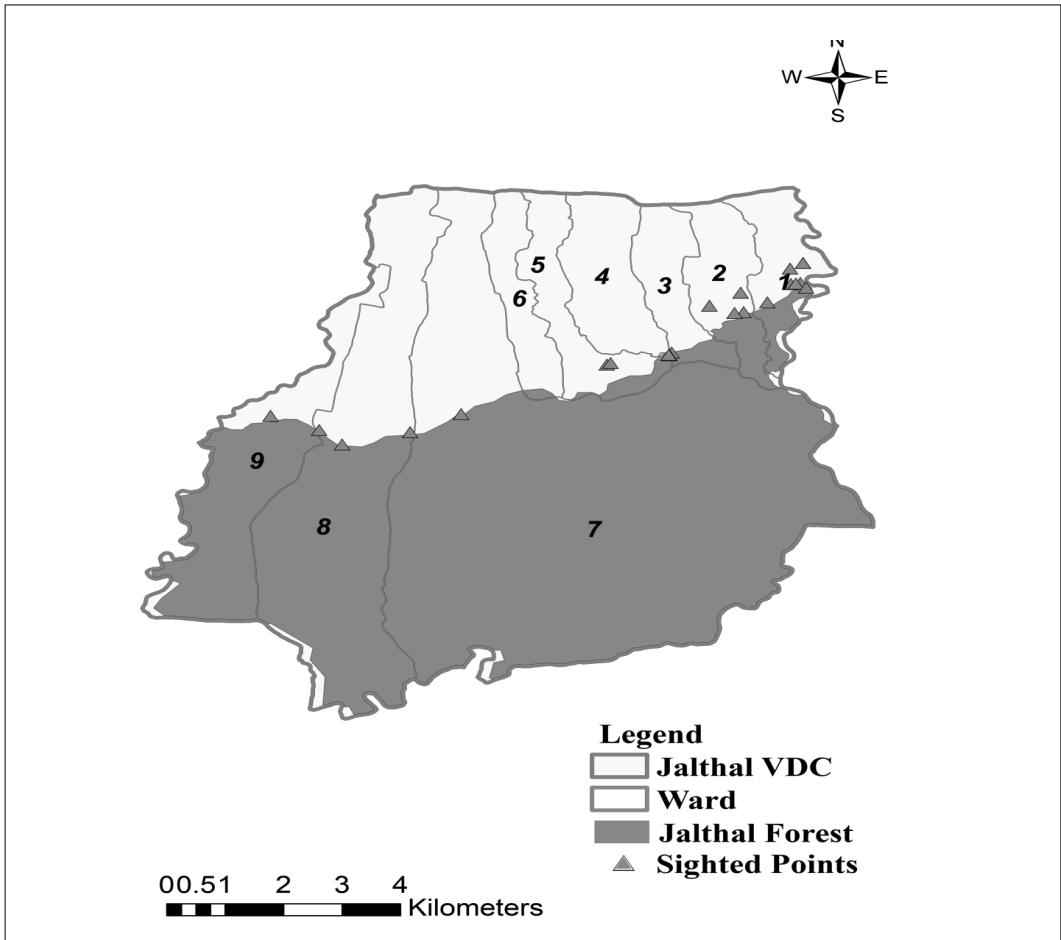 N
W E
S
5
4
3
2
1
6
9
8
7
Legend
Jalthal VDC
Ward
Jalthal Forest
Sighted Points
00.51 2 3 4
Kilometers